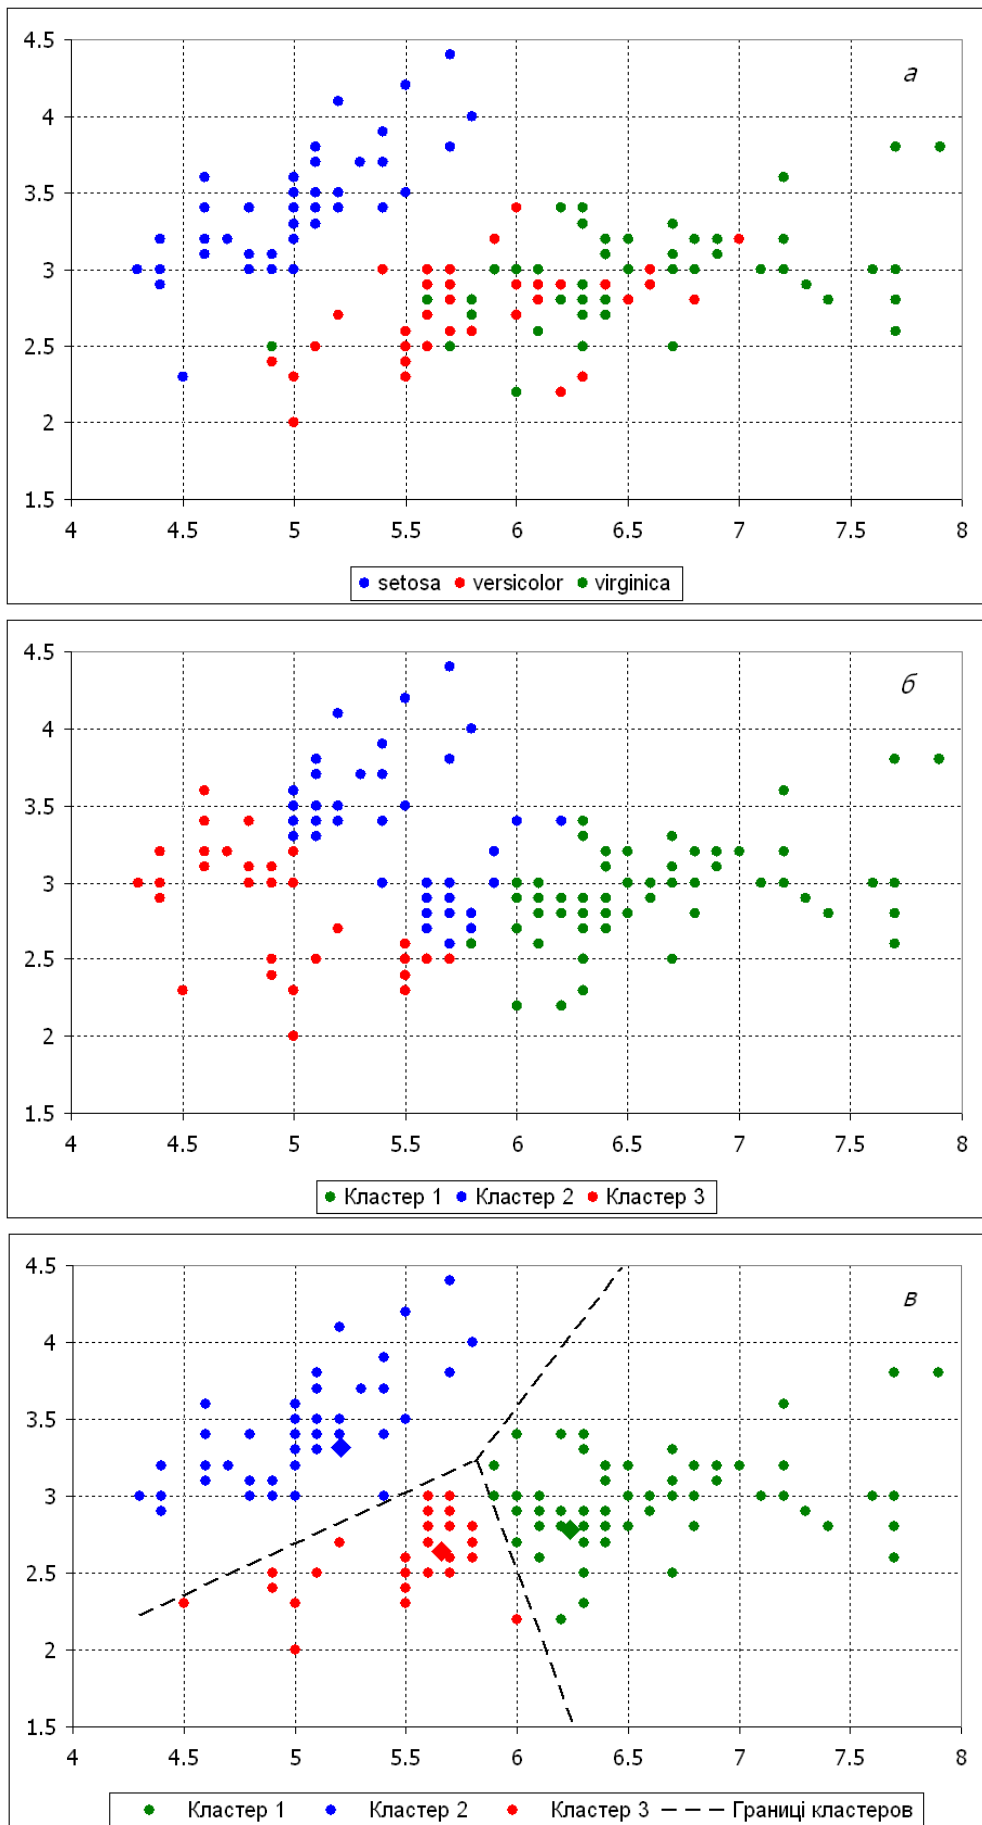 4.5
а
4
3.5
3
2.5
2
1.5
4 4.5 5 5.5 6 6.5 7 7.5 8
setosa versicolor virginica
4.5
б
4
3.5
3
2.5
2
1.5
4 4.5 5 5.5 6 6.5 7 7.5 8
Кластер 1 Кластер 2 Кластер 3
4.5
в
4
3.5
3
2.5
2
1.5
4 4.5 5 5.5 6 6.5 7 7.5 8
Кластер 1 Кластер 2 Кластер 3 Границі кластеров